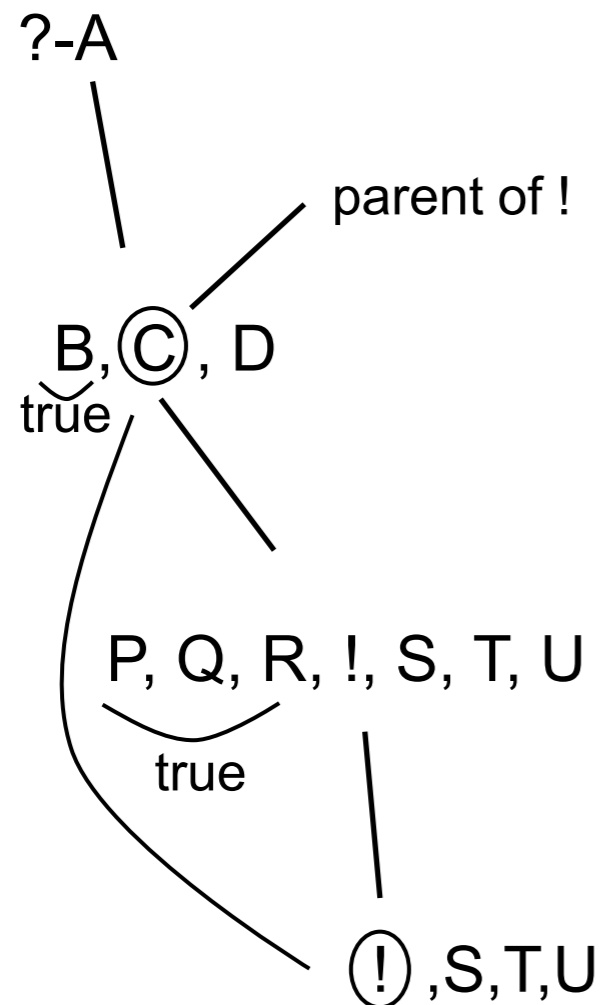 ?-A
parent of !
B, C , D
true
P, Q, R, !, S, T, U
true
! ,S,T,U